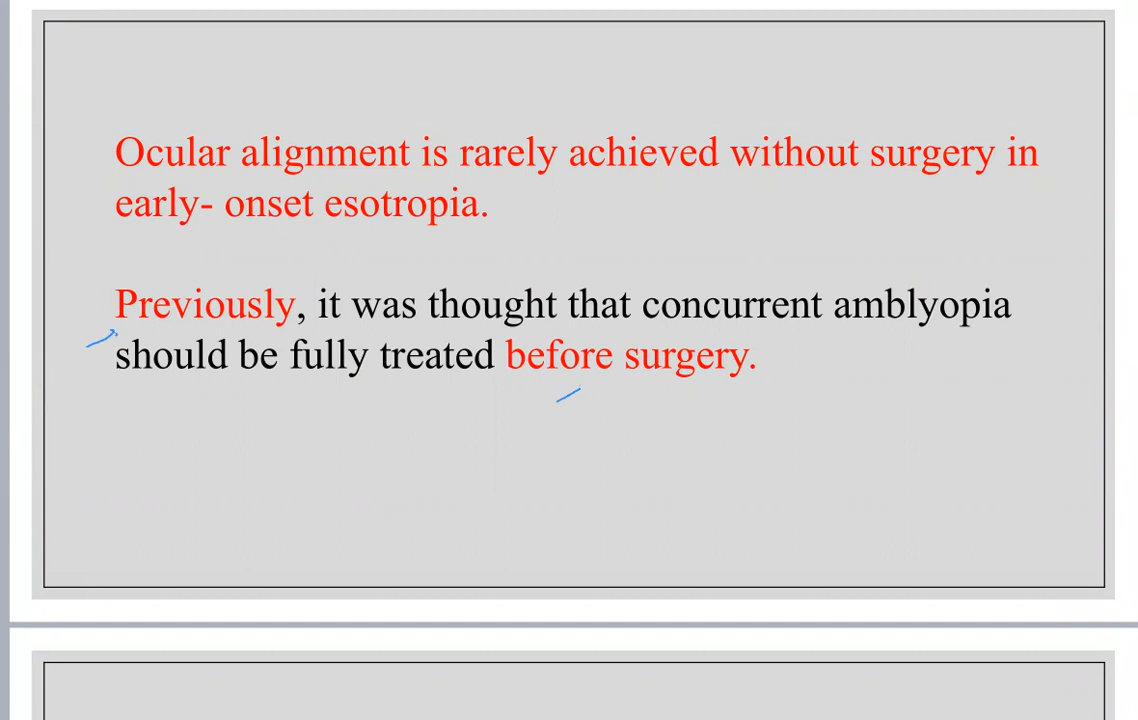 Ocular alignment is rarely achieved without surgery in
early- onset esotropia.
Previously, it was thought that concurrent amblyopia
should be fully treated before surgery.